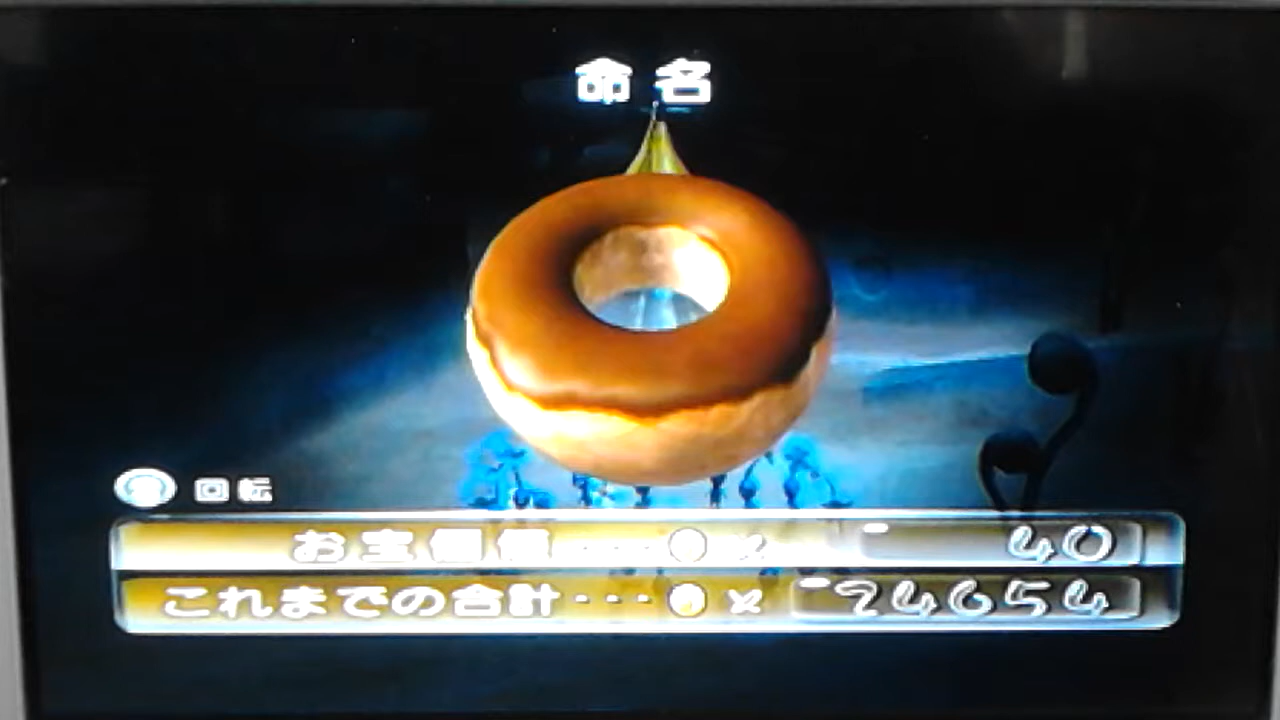 命名
回転
お宝価値‥‥ × 40
これまでの合計‥‥ × 24654